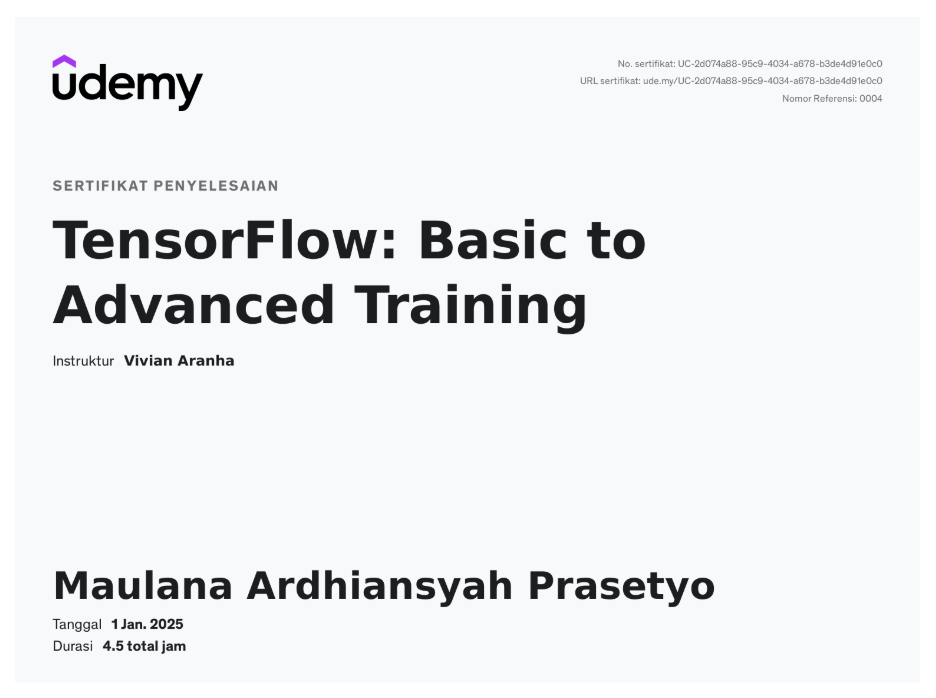 udemy
No. sertifikat: UC-2d074a88-95c9-4034-a678-b3de4d91e0c0
URL sertifikat: ude.my/UC-2d074a88-95c9-4034-a678-b3de4d91e0c0
Nomor Referensi: 0004
SERTIFIKAT PENYELESAIAN
TensorFlow: Basic to
Advanced Training
Instruktur Vivian Aranha
Maulana Ardhiansyah Prasetyo
Tanggal 1 Jan. 2025
Durasi 4.5 total jam